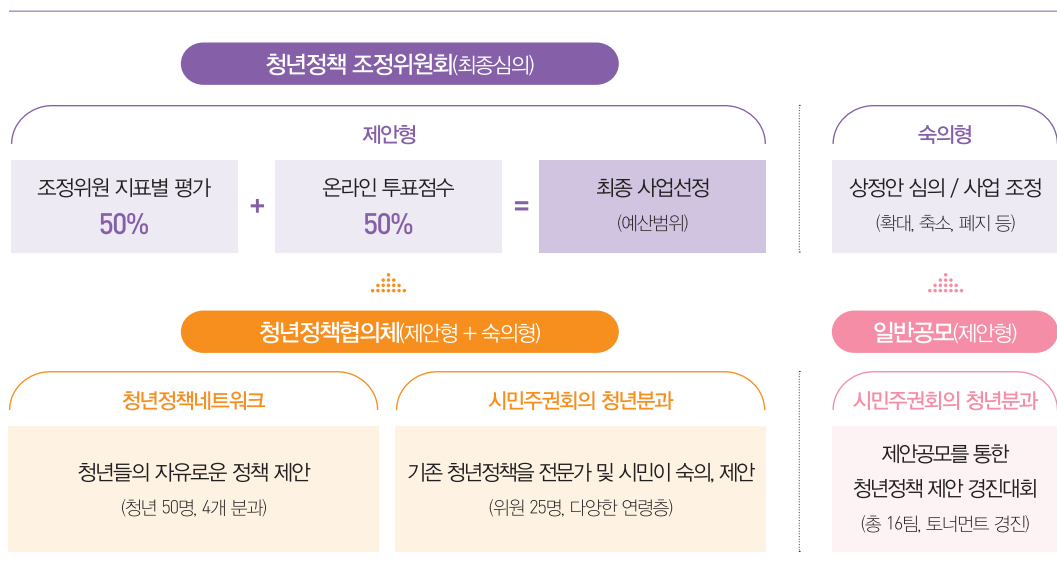 청년정책 조정위원회(최종심의)
제안형
숙의형
조정위원 지표별 평가
50%
+
온라인 투표점수
50%
=
최종 사업선정
(예산범위)
상정안 심의 / 사업 조정
(확대, 축소, 폐지 등)
청년정책협의체(제안형 + 숙의형)
일반공모(제안형)
청년정책네트워크
시민주권회의 청년분과
시민주권회의 청년분과
청년들의 자유로운 정책 제안
(청년 50명, 4개 분과)
기존 청년정책을 전문가 및 시민이 숙의, 제안
(위원 25명, 다양한 연령층)
제안공모를 통한
청년정책 제안 경진대회
(총 16팀, 토너먼트 경진)